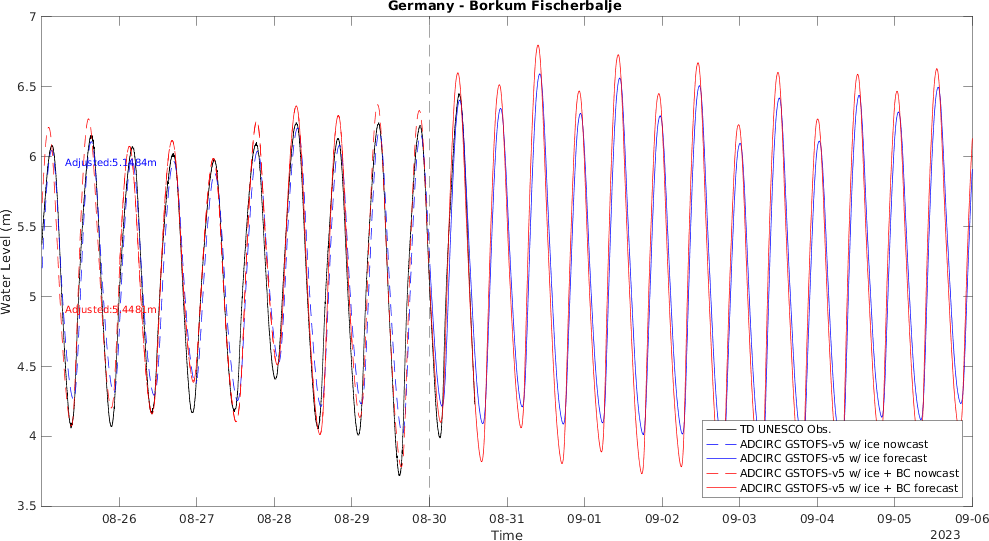 Germany - Borkum Fischerbalje
7
6.5
6
5.5
5
4.5
4
3.5
Water Level (m)
Adjusted:5.1484m
Adjusted:5.4481m
TD UNESCO Obs.
ADCIRC GSTOFS-v5 w/ ice nowcast
ADCIRC GSTOFS-v5 w/ ice forecast
ADCIRC GSTOFS-v5 w/ ice + BC nowcast
ADCIRC GSTOFS-v5 w/ ice + BC forecast
08-26 08-27 08-28 08-29 08-30 08-31 09-01 09-02 09-03 09-04 09-05 09-06
Time
2023